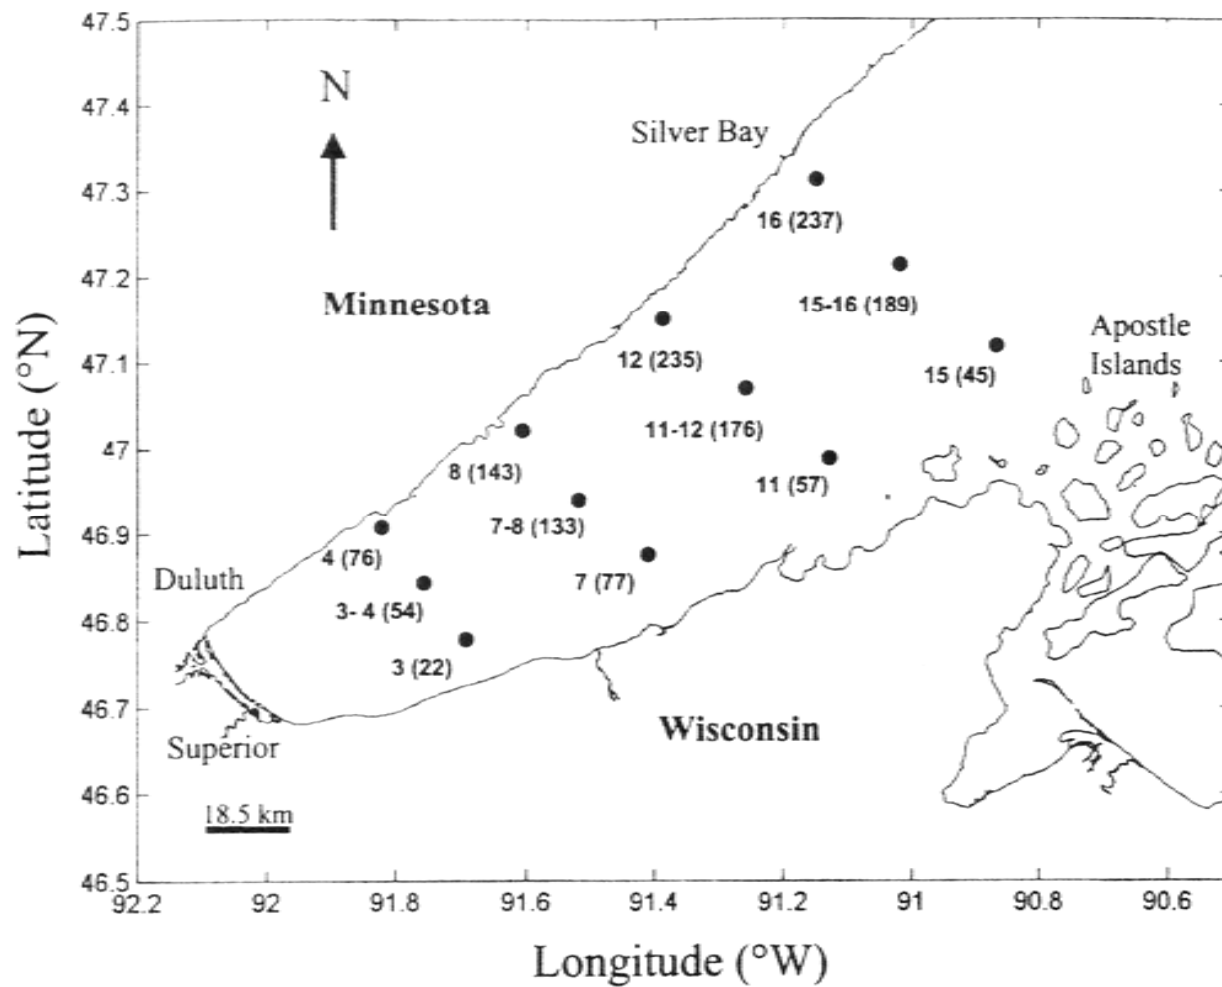 47.5
47.4
47.3
47.2
47.1
47
46.9
46.8
46.7
46.6
46.5
Latitude (°N)
N
Silver Bay
16 (237)
Minnesota
15-16 (189)
12 (235)
Apostle
Islands
15 (45)
11-12 (176)
8 (143)
11 (57)
7-8 (133)
4 (76)
7 (77)
Duluth
3- 4 (54)
3 (22)
Wisconsin
Superior
18.5 km
92.2 92 91.8 91.6 91.4 91.2 91 90.8 90.6
Longitude (°W)